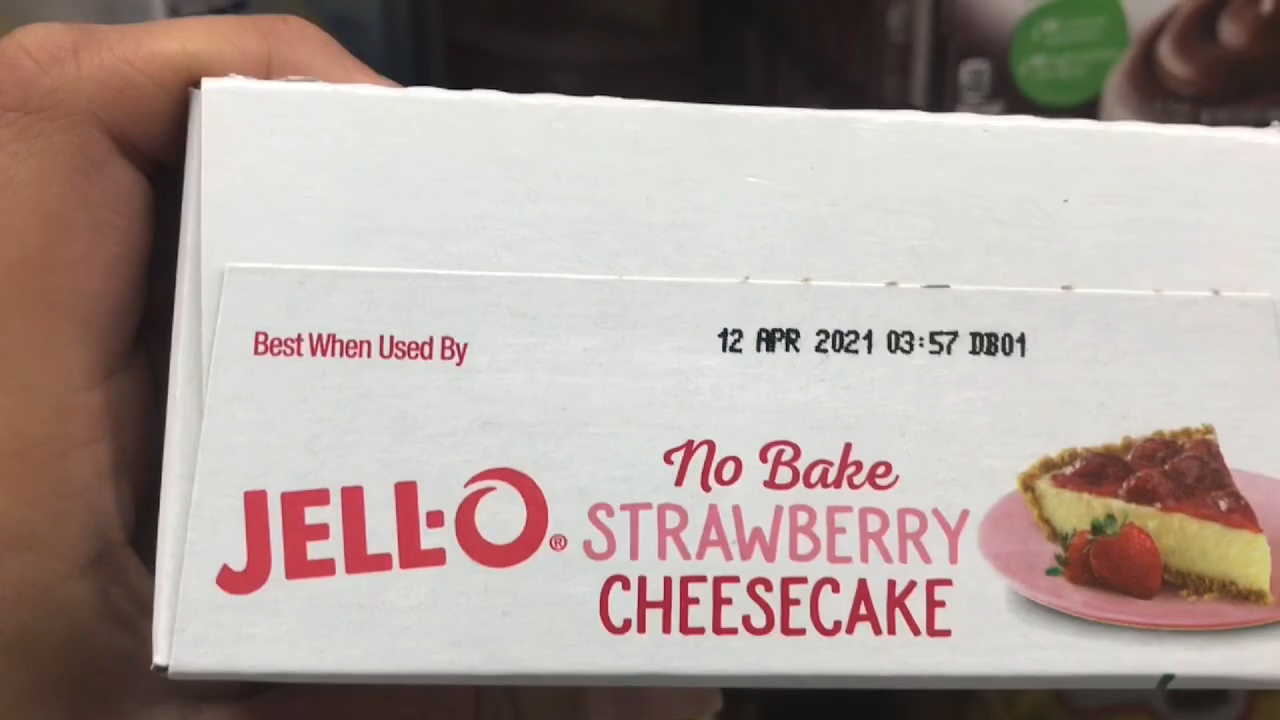 Best When Used By
12 APR 2021 03:57 DB01
JELL-O®
No Bake
STRAWBERRY
CHEESECAKE